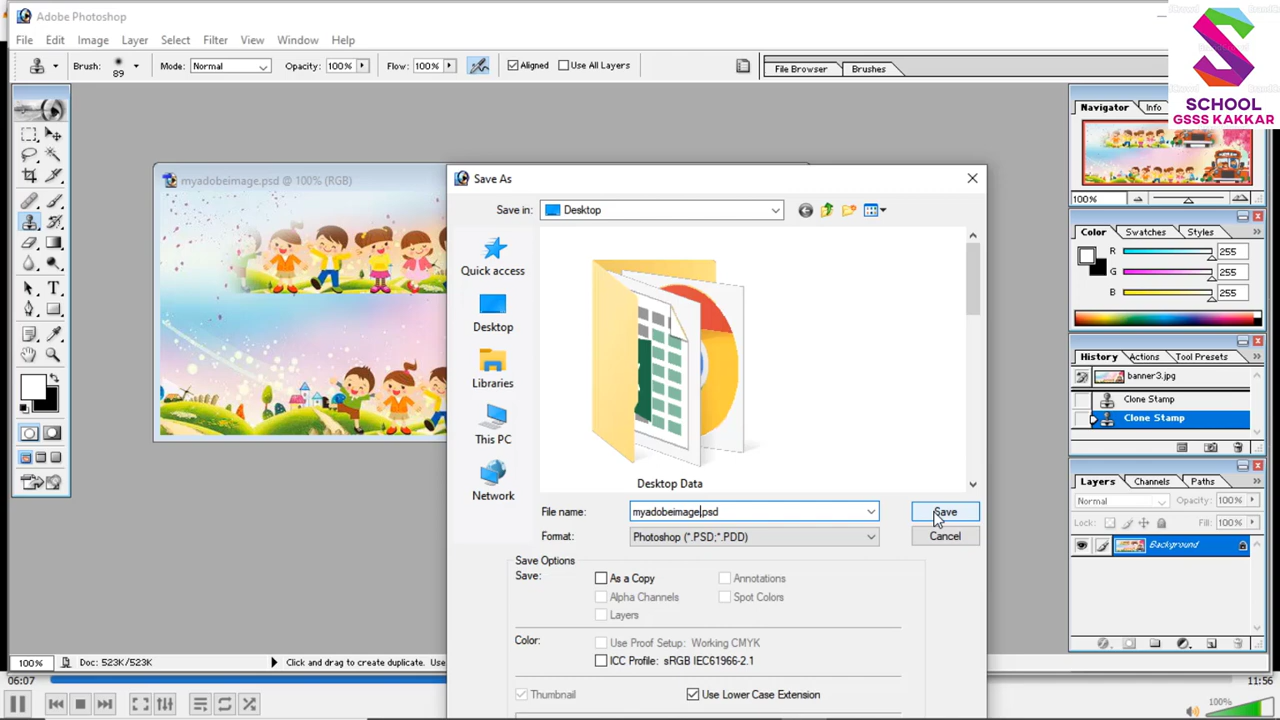 Adobe Photoshop
File Edit Image Layer Select Filter View Window Help
Brush: 89 Mode: Normal Opacity: 100% Flow: 100% Aligned Use All Layers File Browser Brushes
SCHOOL
GSSS KAKKAR
Navigator Info
100%
Color Swatches Styles
R 255
G 255
B 255
History Actions Tool Presets
banner3.jpg
Clone Stamp
Clone Stamp
Layers Channels Paths
Normal Opacity: 100%
Lock: Fill: 100%
Background
myadobeimage.psd @ 100% (RGB)
Save As
Save in: Desktop
Quick access
Desktop
Libraries
This PC
Network
Desktop Data
File name: myadobeimage.psd Save
Format: Photoshop (*.PSD;*.PDD) Cancel
Save Options
Save: As a Copy Annotations
Alpha Channels Spot Colors
Layers
Color: Use Proof Setup: Working CMYK
ICC Profile: sRGB IEC61966-2.1
Thumbnail Use Lower Case Extension
100% Doc: 523K/523K Click and drag to create duplicate. Use
06:07 11:56
100%